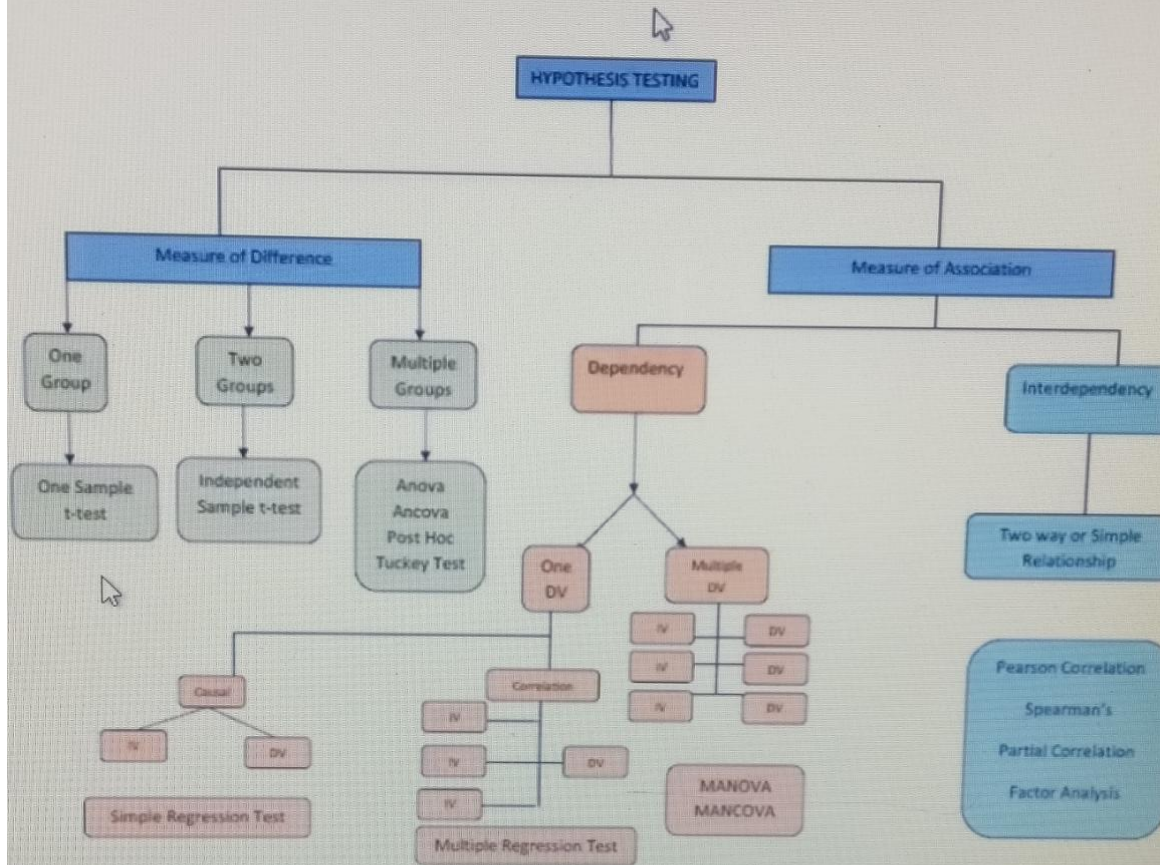 HYPOTHESIS TESTING
Measure of Difference
Measure of Association
One
Group
Two
Groups
Multiple
Groups
Dependency
Interdependency
One Sample
t-test
Independent
Sample t-test
Anova
Ancova
Post Hoc
Tuckey Test
Two way or Simple
Relationship
One
DV
Multiple
DV
IV
DV
IV
DV
IV
DV
Causal
IV
DV
Simple Regression Test
Correlation
IV
IV
DV
IV
Multiple Regression Test
MANOVA
MANCOVA
Pearson Correlation
Spearman's
Partial Correlation
Factor Analysis